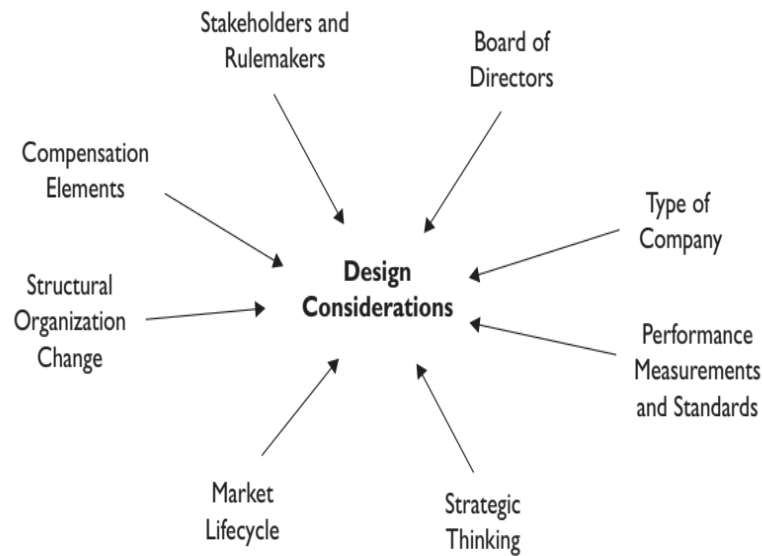 Stakeholders and
Rulemakers
Board of
Directors
Compensation
Elements
Type of
Company
Design
Considerations
Structural
Organization
Change
Performance
Measurements
and Standards
Market
Lifecycle
Strategic
Thinking